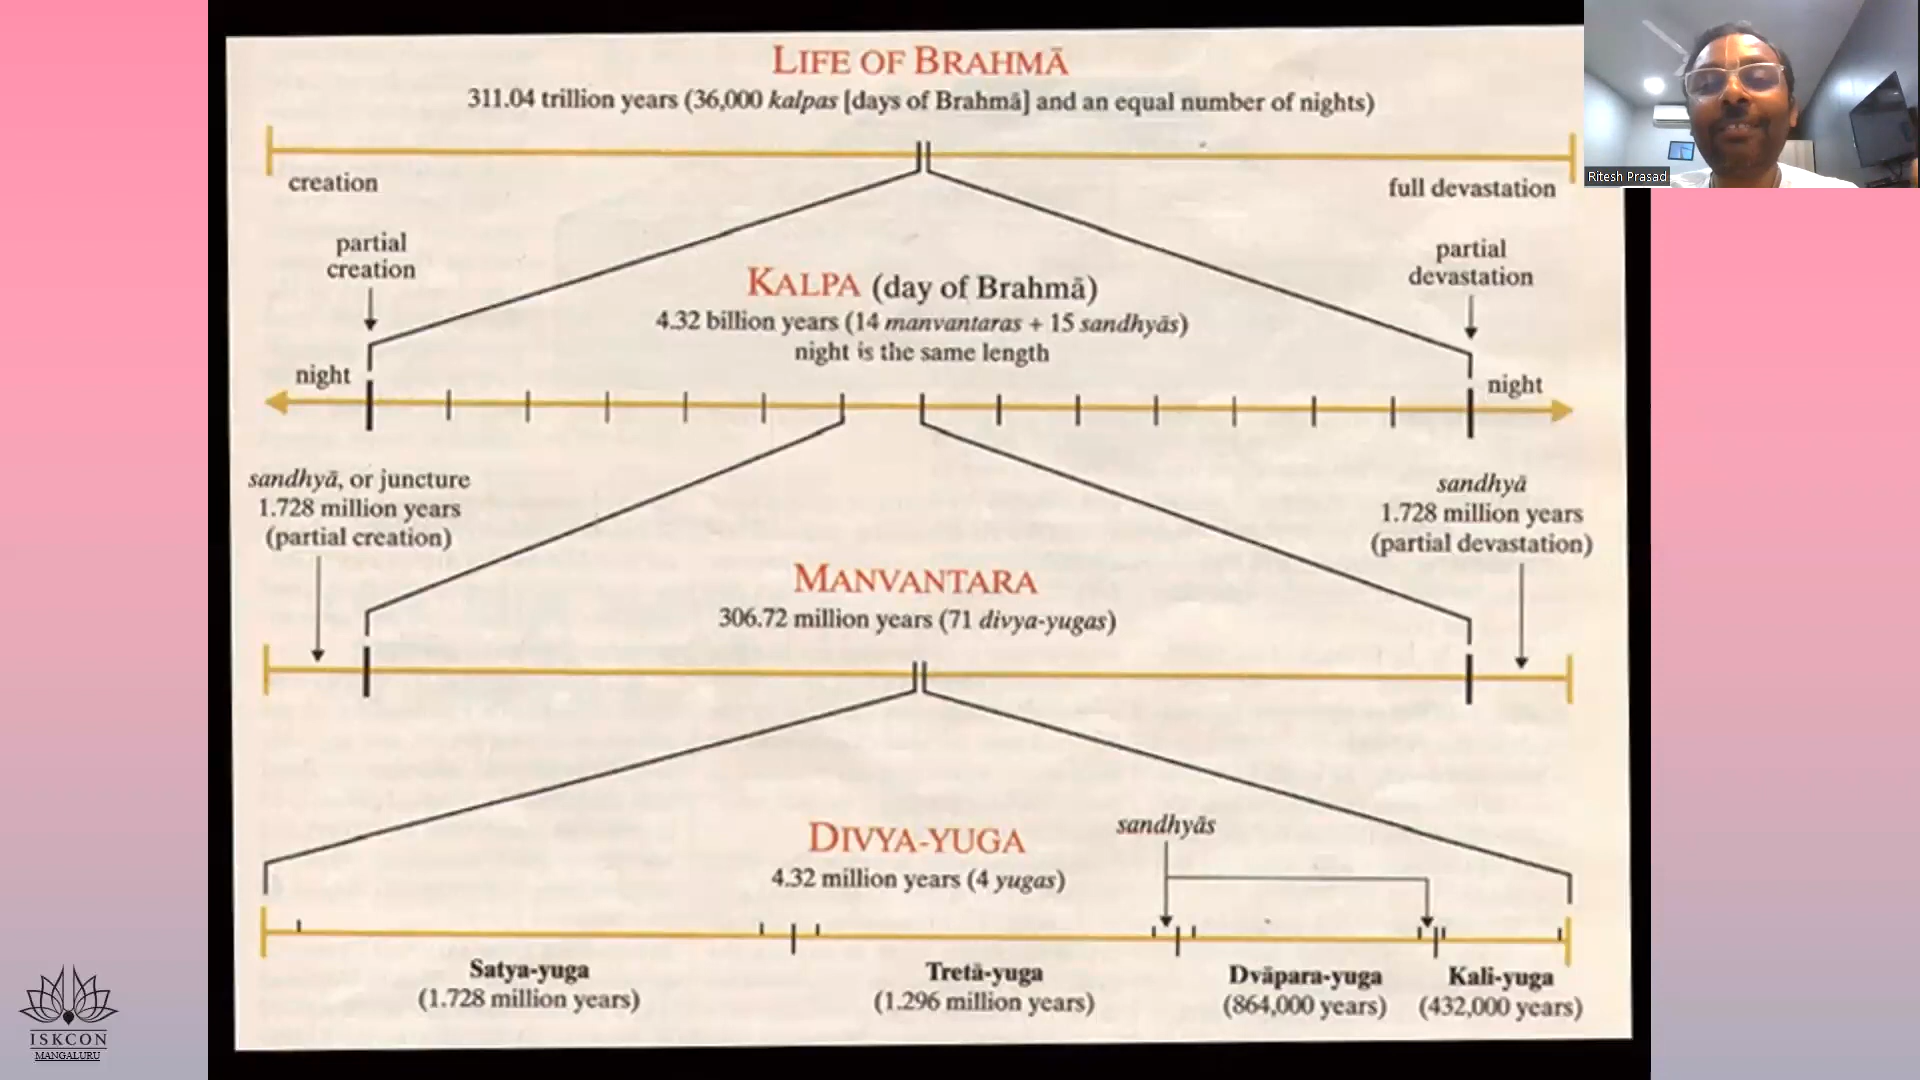 LIFE OF BRAHMĀ
311.04 trillion years (36,000 kalpas [days of Brahmā] and an equal number of nights)
creation
full devastation
partial
creation
partial
devastation
KALPA (day of Brahmā)
4.32 billion years (14 manvantaras + 15 sandhyās)
night is the same length
night
night
sandhyā, or juncture
1.728 million years
(partial creation)
sandhyā
1.728 million years
(partial devastation)
MANVANTARA
306.72 million years (71 divya-yugas)
DIVYA-YUGA
4.32 million years (4 yugas)
sandhyās
Satya-yuga
(1.728 million years)
Tretā-yuga
(1.296 million years)
Dvāpara-yuga
(864,000 years)
Kali-yuga
(432,000 years)
Ritesh Prasad
ISKCON
MANGALURU